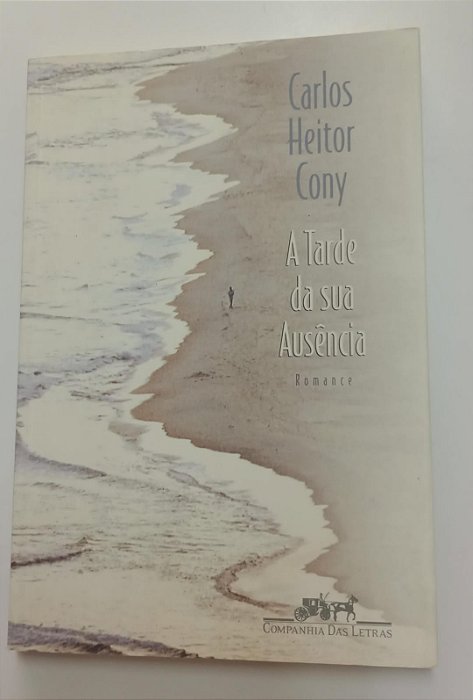 Carlos
Heitor
Cony
A Tarde
da sua
Ausência
Romance
COMPANHIA DAS LETRAS